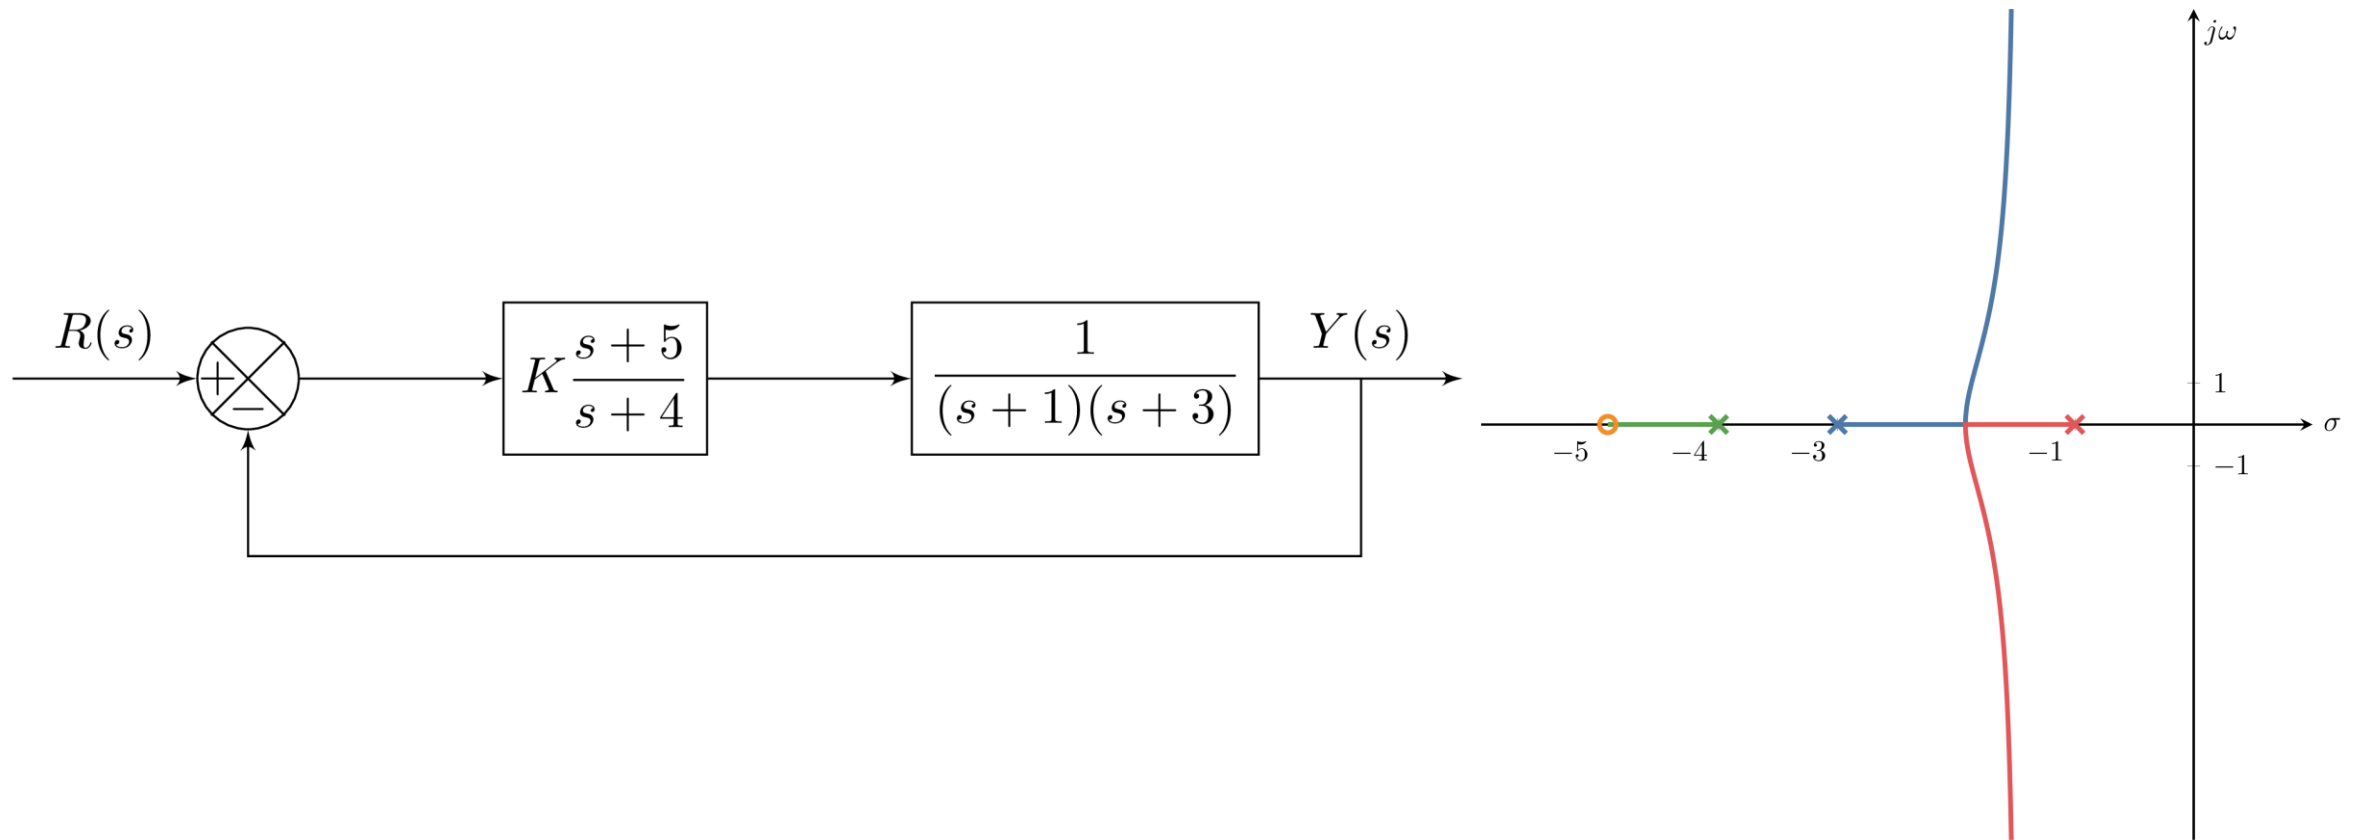 R(s)
+
−
K (s + 5)/(s + 4)
1/((s + 1)(s + 3))
Y(s)
jω
1
σ
−5
−4
−3
−1
−1